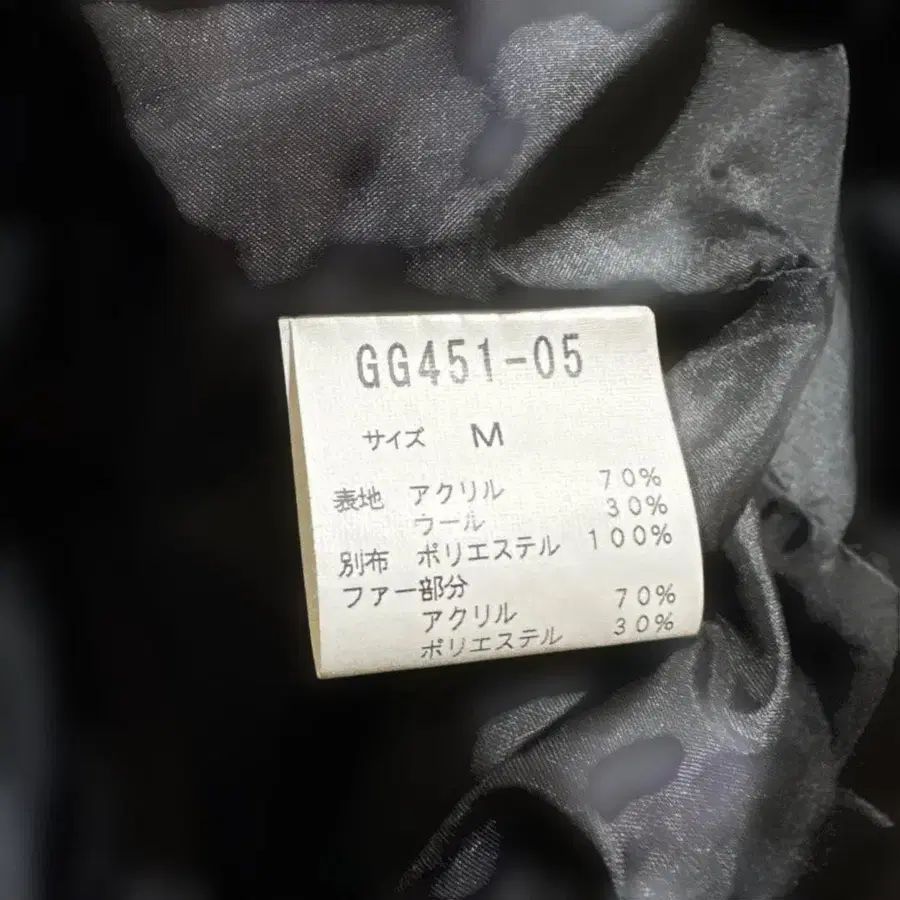 GG451-05
サイズ M
表地 アクリル 70%
ウール 30%
別布 ポリエステル 100%
ファー部分
アクリル 70%
ポリエステル 30%